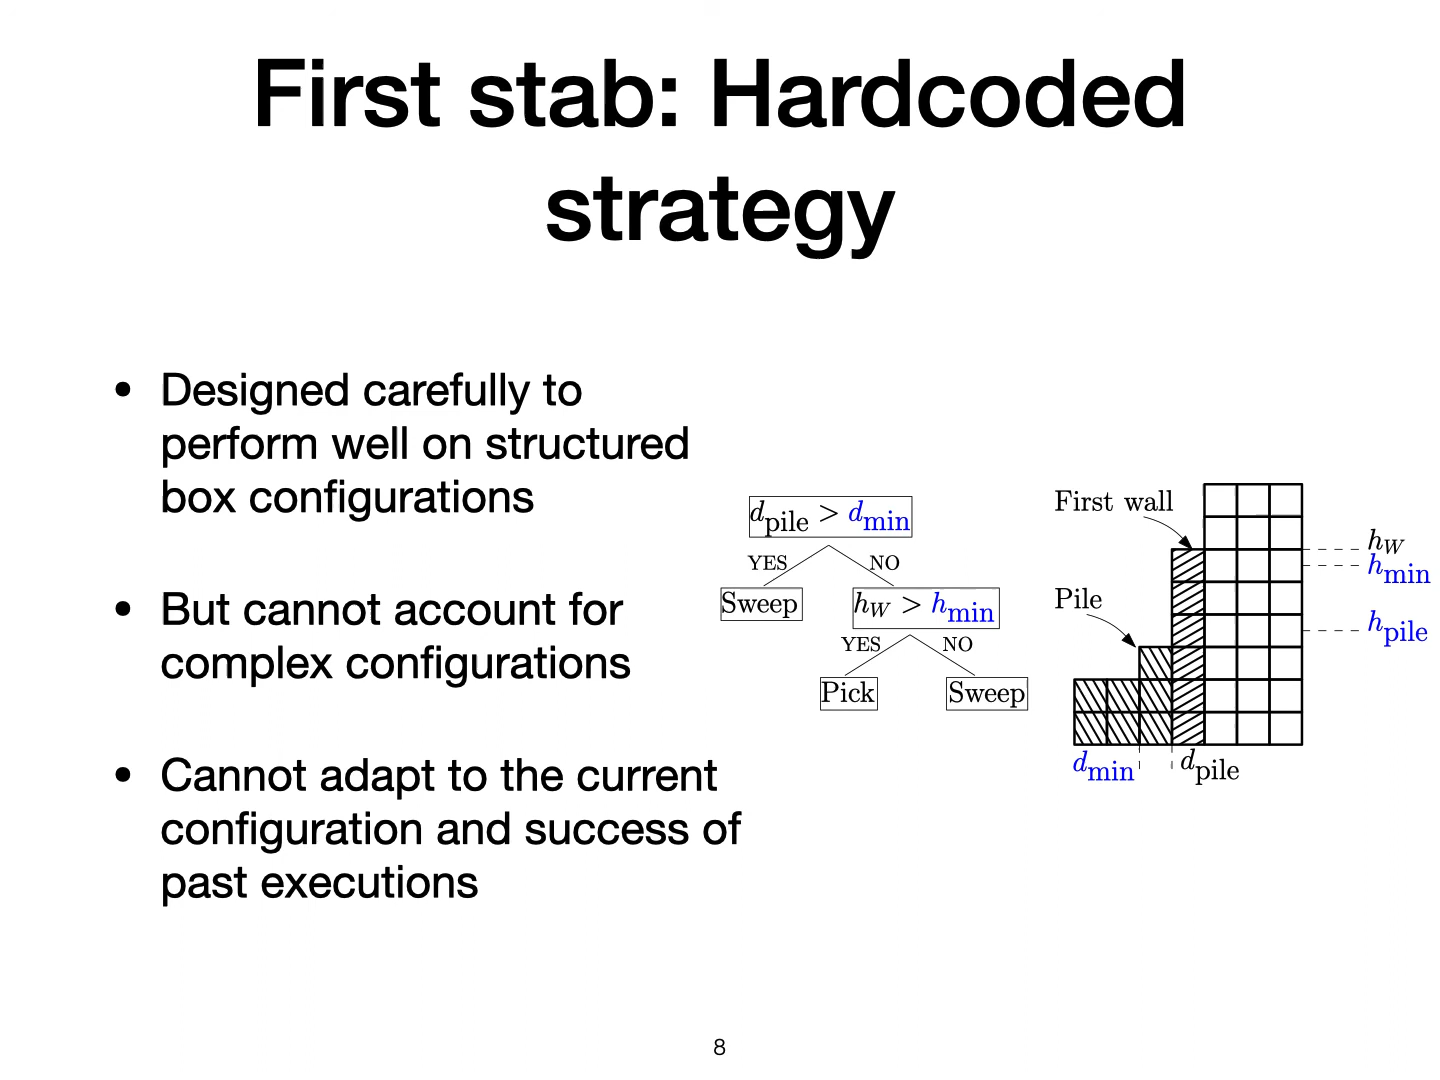 First stab: Hardcoded
strategy
• Designed carefully to
perform well on structured
box configurations
• But cannot account for
complex configurations
• Cannot adapt to the current
configuration and success of
past executions
d_pile > d_min
YES NO
Sweep
h_W > h_min
YES NO
Pick
Sweep
First wall
Pile
h_W
h_min
h_pile
d_min
d_pile
8